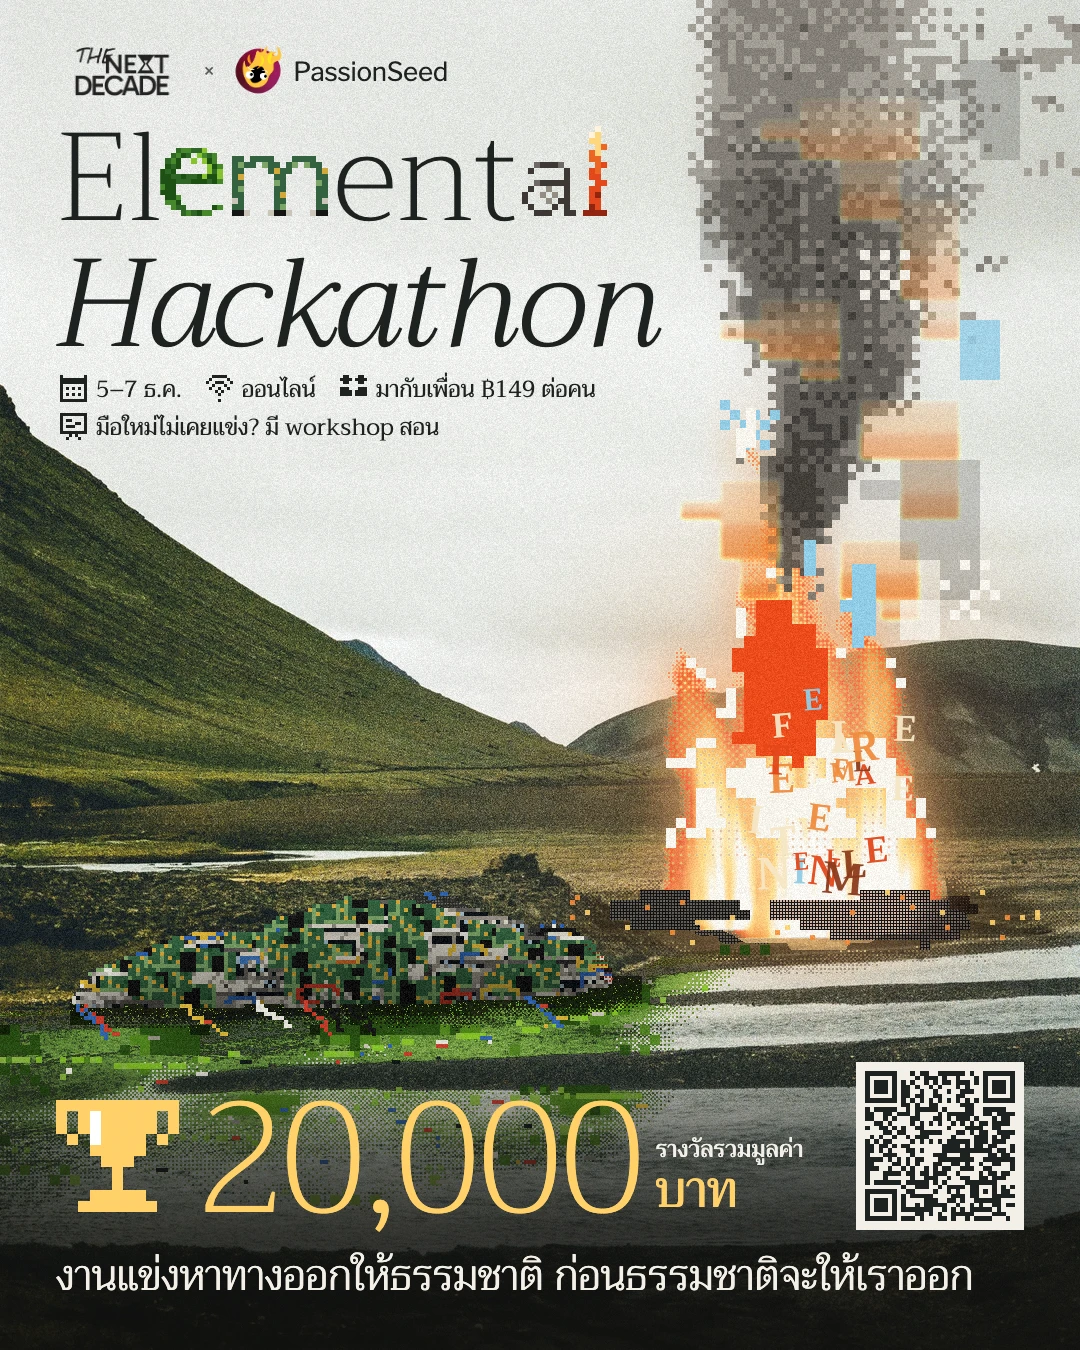 THE NEXT DECADE × PassionSeed
Elemental
Hackathon
5–7 ธ.ค. ออนไลน์ มากับเพื่อน ฿149 ต่อคน
มือใหม่ไม่เคยแข่ง? มี workshop สอน
20,000
รางวัลรวมมูลค่า
บาท
งานแข่งหาทางออกให้ธรรมชาติ ก่อนธรรมชาติจะให้เราออก